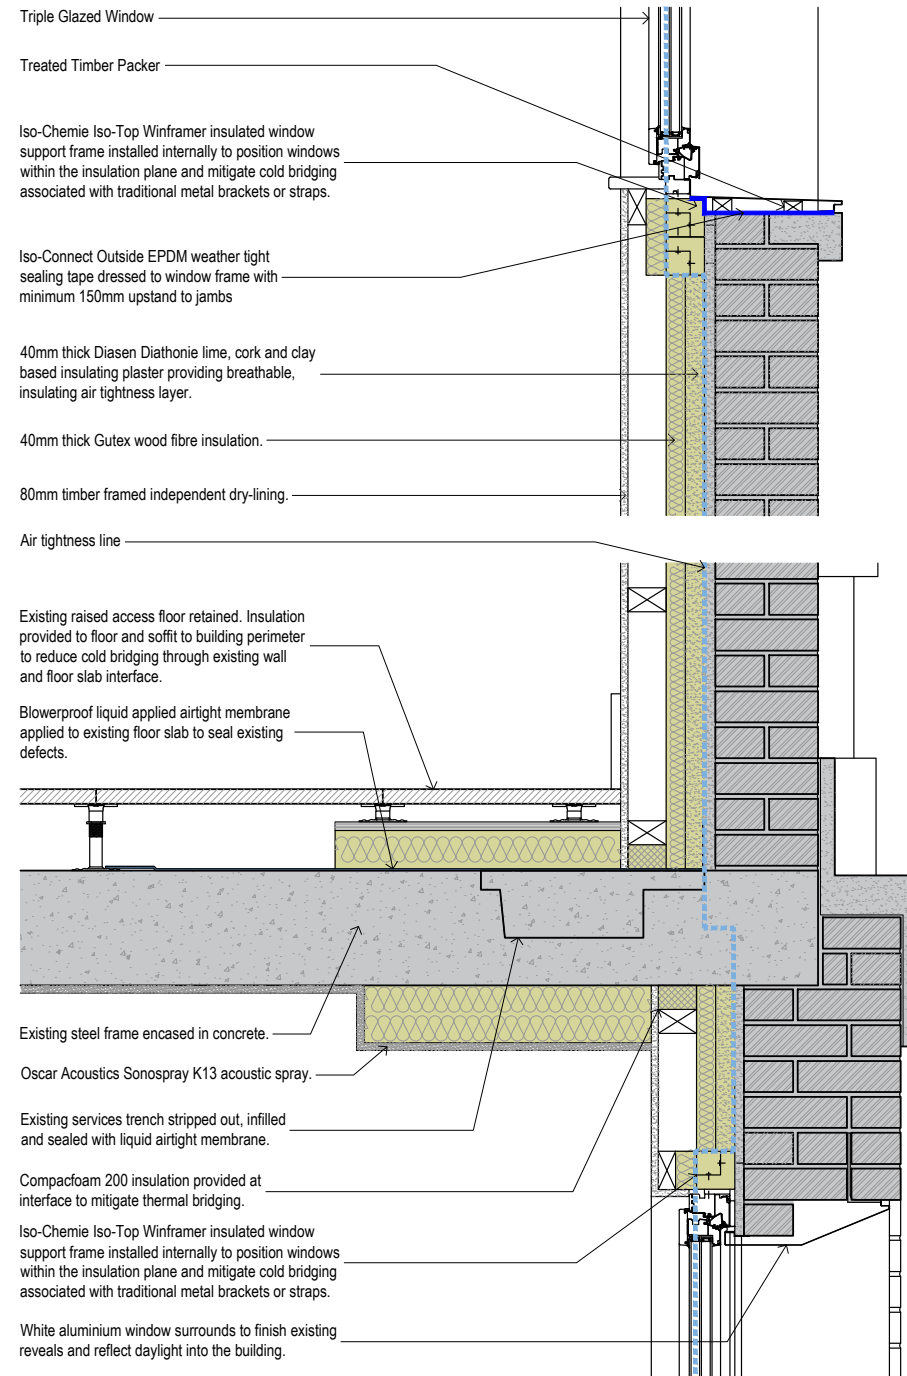 Triple Glazed Window
Treated Timber Packer
Iso-Chemie Iso-Top Winframer insulated window
support frame installed internally to position windows
within the insulation plane and mitigate cold bridging
associated with traditional metal brackets or straps.
Iso-Connect Outside EPDM weather tight
sealing tape dressed to window frame with
minimum 150mm upstand to jambs
40mm thick Diasen Diathonie lime, cork and clay
based insulating plaster providing breathable,
insulating air tightness layer.
40mm thick Gutex wood fibre insulation.
80mm timber framed independent dry-lining.
Air tightness line
Existing raised access floor retained. Insulation
provided to floor and soffit to building perimeter
to reduce cold bridging through existing wall
and floor slab interface.
Blowerproof liquid applied airtight membrane
applied to existing floor slab to seal existing
defects.
Existing steel frame encased in concrete.
Oscar Acoustics Sonospray K13 acoustic spray.
Existing services trench stripped out, infilled
and sealed with liquid airtight membrane.
Compacfoam 200 insulation provided at
interface to mitigate thermal bridging.
Iso-Chemie Iso-Top Winframer insulated window
support frame installed internally to position windows
within the insulation plane and mitigate cold bridging
associated with traditional metal brackets or straps.
White aluminium window surrounds to finish existing
reveals and reflect daylight into the building.